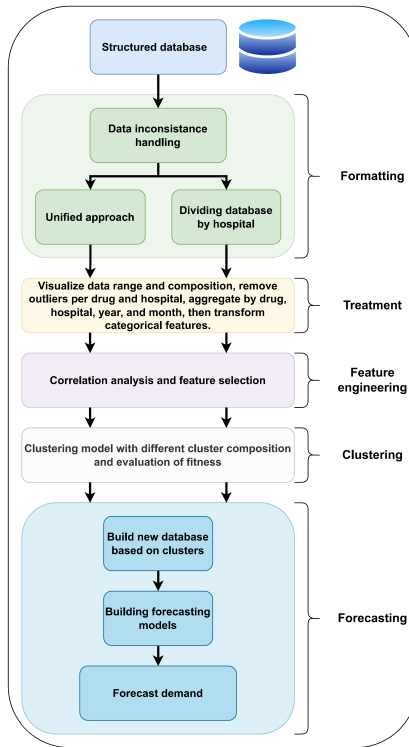 Structured database
Data inconsistance
handling
Formatting
Unified approach
Dividing database
by hospital
Visualize data range and composition, remove
outliers per drug and hospital, aggregate by drug,
hospital, year, and month, then transform
categorical features.
Treatment
Correlation analysis and feature selection
Feature
engineering
Clustering model with different cluster composition
and evaluation of fitness
Clustering
Build new database
based on clusters
Building forecasting
models
Forecasting
Forecast demand